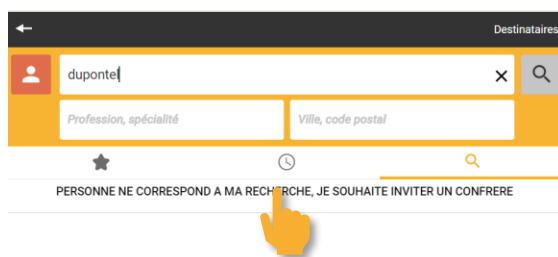 Destinataires
dupontel
Profession, spécialité
Ville, code postal
PERSONNE NE CORRESPOND A MA RECHERCHE, JE SOUHAITE INVITER UN CONFRERE